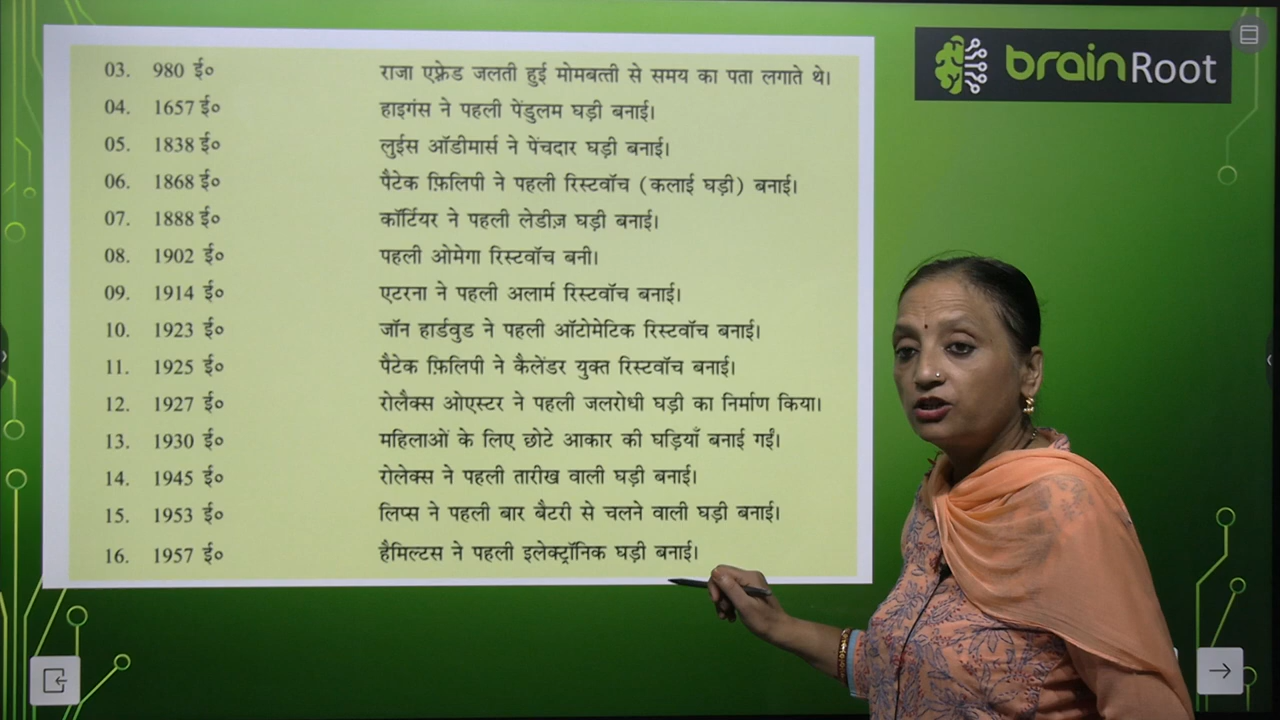 03. 980 ई० राजा एफ्रेड जलती हुई मोमबत्ती से समय का पता लगाते थे।
04. 1657 ई० हाइगंस ने पहली पेंडुलम घड़ी बनाई।
05. 1838 ई० लुईस ऑडीमार्स ने पेंचदार घड़ी बनाई।
06. 1868 ई० पैटेक फ़िलिपी ने पहली रिस्टवॉच (कलाई घड़ी) बनाई।
07. 1888 ई० कॉर्टियर ने पहली लेडीज़ घड़ी बनाई।
08. 1902 ई० पहली ओमेगा रिस्टवॉच बनी।
09. 1914 ई० एटरना ने पहली अलार्म रिस्टवॉच बनाई।
10. 1923 ई० जॉन हार्डवुड ने पहली ऑटोमेटिक रिस्टवॉच बनाई।
11. 1925 ई० पैटेक फ़िलिपी ने कैलेंडर युक्त रिस्टवॉच बनाई।
12. 1927 ई० रोलैक्स ओएस्टर ने पहली जलरोधी घड़ी का निर्माण किया।
13. 1930 ई० महिलाओं के लिए छोटे आकार की घड़ियाँ बनाई गईं।
14. 1945 ई० रोलेक्स ने पहली तारीख वाली घड़ी बनाई।
15. 1953 ई० लिप्स ने पहली बार बैटरी से चलने वाली घड़ी बनाई।
16. 1957 ई० हैमिल्टस ने पहली इलेक्ट्रॉनिक घड़ी बनाई।
brainRoot